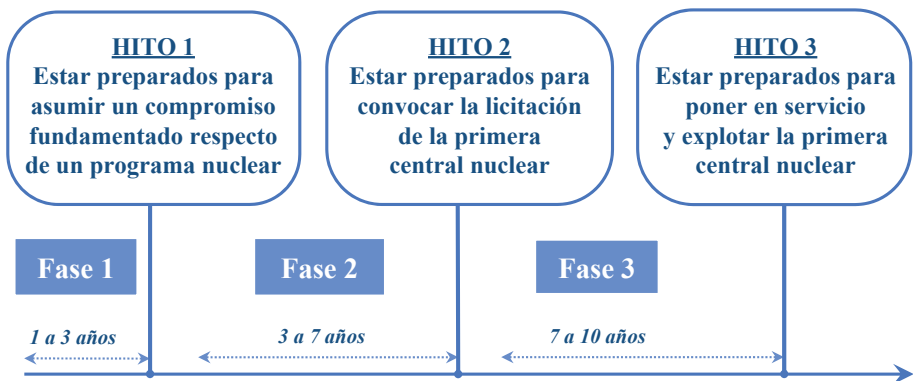 HITO 1
Estar preparados para
asumir un compromiso
fundamentado respecto
de un programa nuclear
HITO 2
Estar preparados para
convocar la licitación
de la primera
central nuclear
HITO 3
Estar preparados para
poner en servicio
y explotar la primera
central nuclear
Fase 1
Fase 2
Fase 3
1 a 3 años
3 a 7 años
7 a 10 años